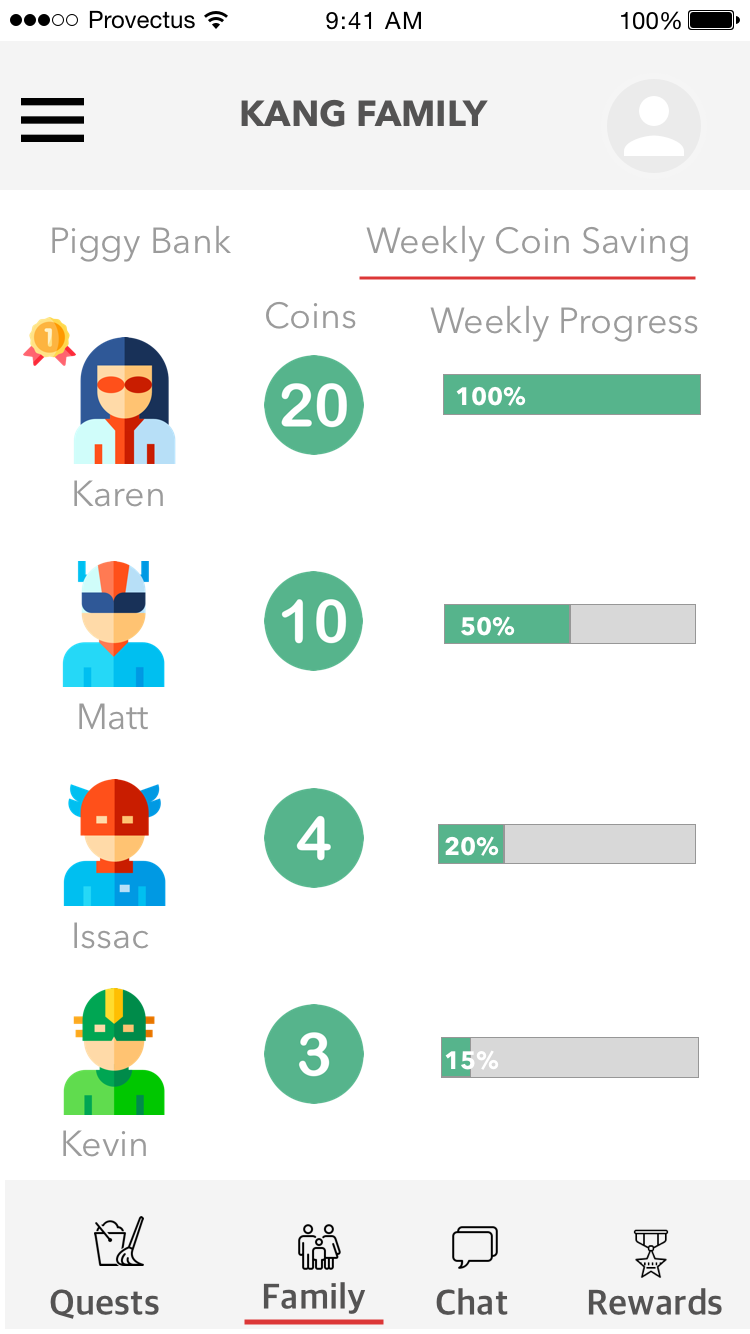 Provectus 9:41 AM 100%
KANG FAMILY
Piggy Bank Weekly Coin Saving
Coins Weekly Progress
1
20 100%
Karen
10 50%
Matt
4 20%
Issac
3 15%
Kevin
Quests Family Chat Rewards